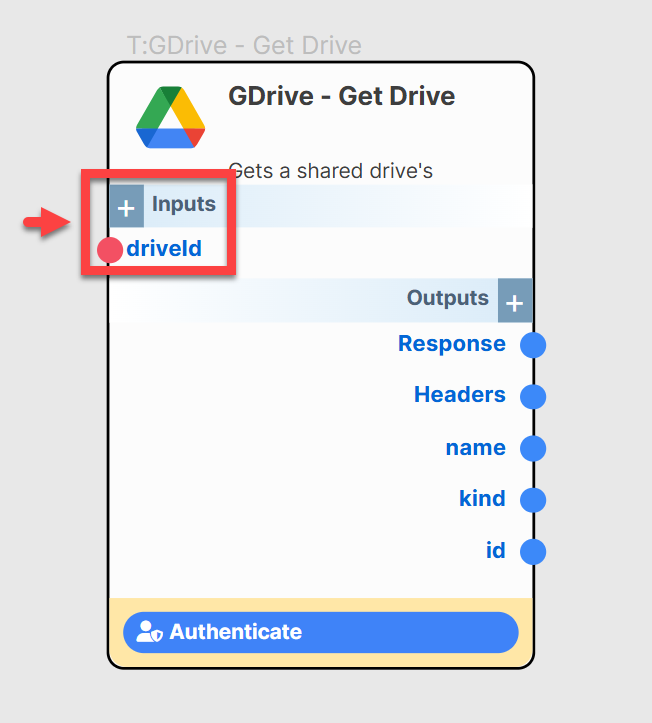 T:GDrive - Get Drive
GDrive - Get Drive
Gets a shared drive's
+ Inputs
driveId
Outputs +
Response
Headers
name
kind
id
Authenticate